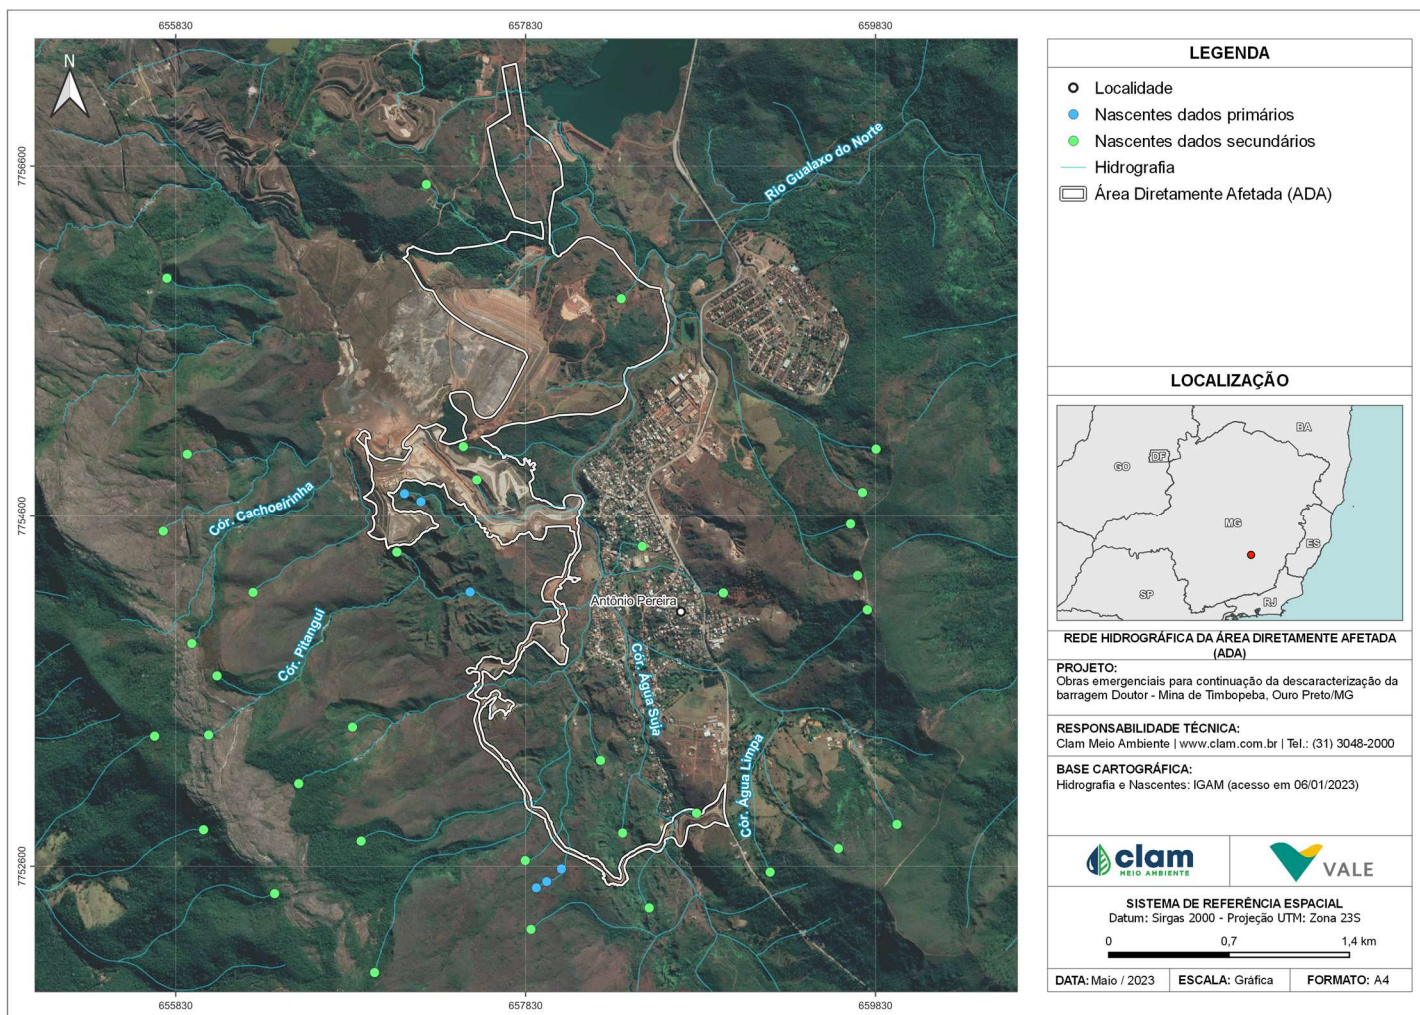 655830
657830
659830
7756600
7754600
7752600
N
Rio Gualaxo do Norte
Cór. Cachoeirinha
Cór. Pitangui
Antônio Pereira
Cór. Água Suja
Cór. Água Limpa
655830
657830
659830
LEGENDA
Localidade
Nascentes dados primários
Nascentes dados secundários
Hidrografia
Área Diretamente Afetada (ADA)
LOCALIZAÇÃO
BA
GO
DF
MG
ES
SP
RJ
REDE HIDROGRÁFICA DA ÁREA DIRETAMENTE AFETADA
(ADA)
PROJETO:
Obras emergenciais para continuação da descaracterização da
barragem Doutor - Mina de Timbopeba, Ouro Preto/MG
RESPONSABILIDADE TÉCNICA:
Clam Meio Ambiente | www.clam.com.br | Tel.: (31) 3048-2000
BASE CARTOGRÁFICA:
Hidrografia e Nascentes: IGAM (acesso em 06/01/2023)
clam
MEIO AMBIENTE
VALE
SISTEMA DE REFERÊNCIA ESPACIAL
Datum: Sirgas 2000 - Projeção UTM: Zona 23S
0 0,7 1,4 km
DATA: Maio / 2023 ESCALA: Gráfica FORMATO: A4